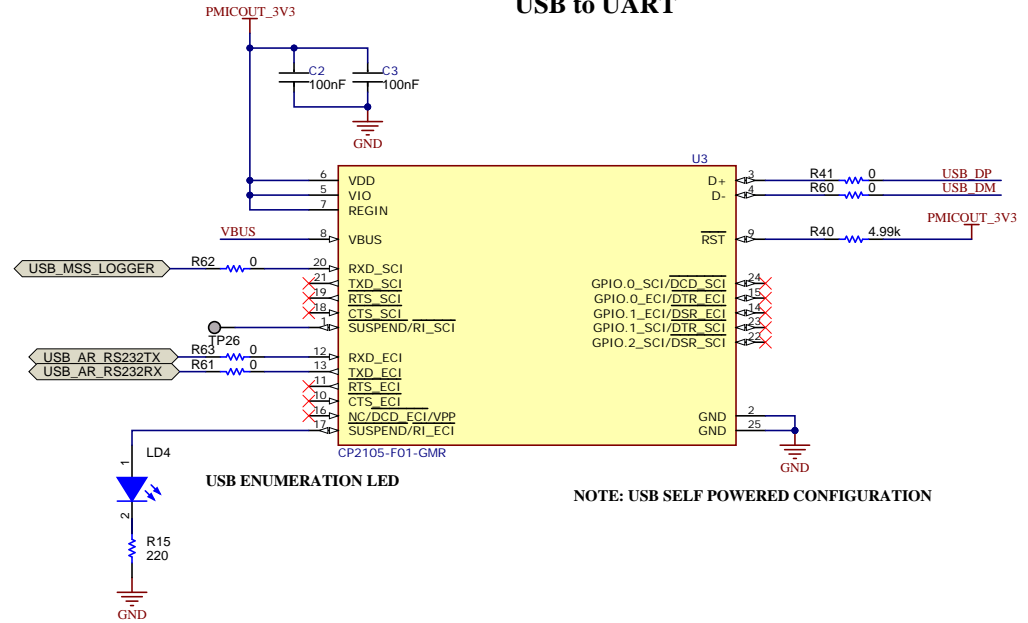 USB to UART
PMICOUT_3V3
C2
100nF
C3
100nF
GND
U3
6 VDD
5 VIO
7 REGIN
VBUS 8 VBUS
USB_MSS_LOGGER R62 0 20 RXD_SCI
21 TXD_SCI
19 RTS_SCI
18 CTS_SCI
1 SUSPEND/RI_SCI
TP26
USB_AR_RS232TX R63 0 12 RXD_ECI
USB_AR_RS232RX R61 0 13 TXD_ECI
11 RTS_ECI
10 CTS_ECI
16 NC/DCD_ECI/VPP
17 SUSPEND/RI_ECI
D+ 3 R41 0 USB_DP
D- 4 R60 0 USB_DM
PMICOUT_3V3
RST 9 R40 4.99k
GPIO.0_SCI/DCD_SCI 24
GPIO.0_ECI/DTR_ECI 15
GPIO.1_ECI/DSR_ECI 14
GPIO.1_SCI/DTR_SCI 23
GPIO.2_SCI/DSR_SCI 22
GND 2
GND 25
GND
CP2105-F01-GMR
1
LD4
2
USB ENUMERATION LED
NOTE: USB SELF POWERED CONFIGURATION
R15
220
GND